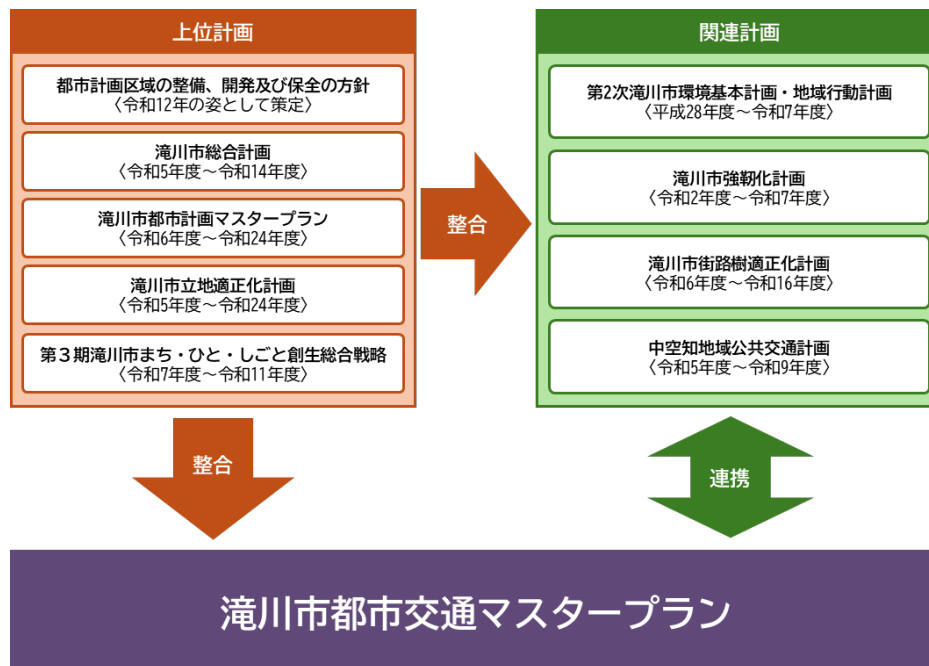 上位計画
都市計画区域の整備、開発及び保全の方針
〈令和12年の姿として策定〉
滝川市総合計画
〈令和5年度～令和14年度〉
滝川市都市計画マスタープラン
〈令和6年度～令和24年度〉
滝川市立地適正化計画
〈令和5年度～令和24年度〉
第3期滝川市まち・ひと・しごと創生総合戦略
〈令和7年度～令和11年度〉
整合
関連計画
第2次滝川市環境基本計画・地域行動計画
〈平成28年度～令和7年度〉
滝川市強靭化計画
〈令和2年度～令和7年度〉
滝川市街路樹適正化計画
〈令和6年度～令和16年度〉
中空知地域公共交通計画
〈令和5年度～令和9年度〉
整合
連携
滝川市都市交通マスタープラン